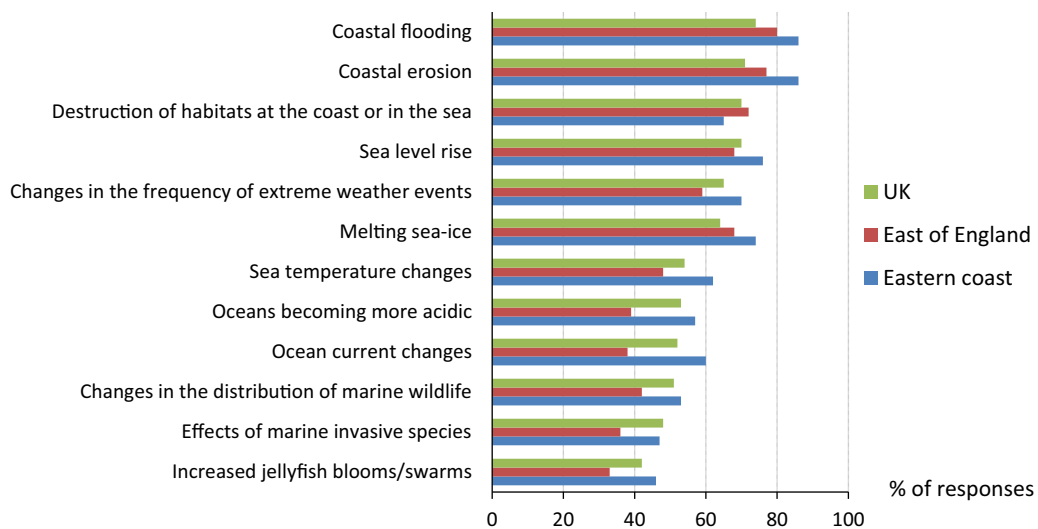 Coastal flooding
Coastal erosion
Destruction of habitats at the coast or in the sea
Sea level rise
Changes in the frequency of extreme weather events
Melting sea-ice
Sea temperature changes
Oceans becoming more acidic
Ocean current changes
Changes in the distribution of marine wildlife
Effects of marine invasive species
Increased jellyfish blooms/swarms
UK
East of England
Eastern coast
% of responses
0 20 40 60 80 100